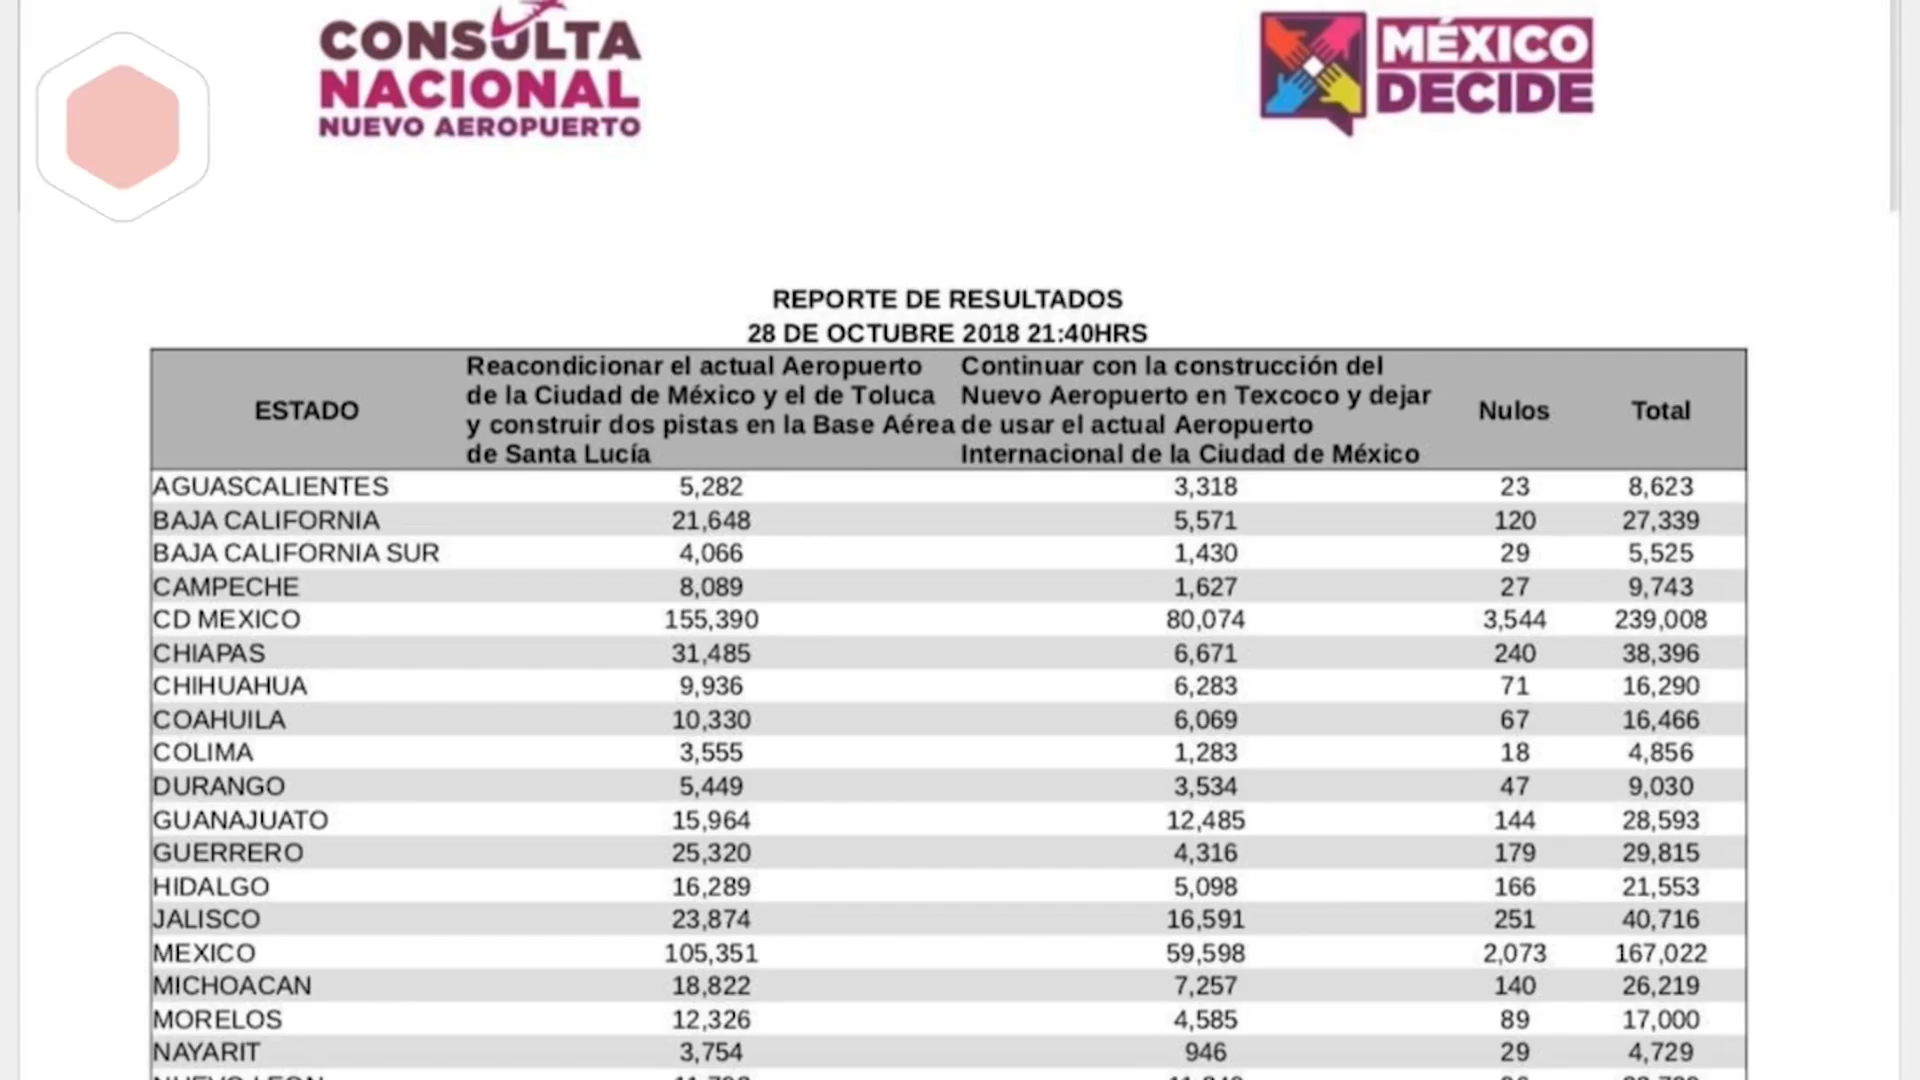 CONSULTA
NACIONAL
NUEVO AEROPUERTO
MÉXICO
DECIDE
REPORTE DE RESULTADOS
28 DE OCTUBRE 2018 21:40HRS
ESTADO
Reacondicionar el actual Aeropuerto
de la Ciudad de México y el de Toluca
y construir dos pistas en la Base Aérea
de Santa Lucía
Continuar con la construcción del
Nuevo Aeropuerto en Texcoco y dejar
de usar el actual Aeropuerto
Internacional de la Ciudad de México
Nulos
Total
AGUASCALIENTES 5,282 3,318 23 8,623
BAJA CALIFORNIA 21,648 5,571 120 27,339
BAJA CALIFORNIA SUR 4,066 1,430 29 5,525
CAMPECHE 8,089 1,627 27 9,743
CD MEXICO 155,390 80,074 3,544 239,008
CHIAPAS 31,485 6,671 240 38,396
CHIHUAHUA 9,936 6,283 71 16,290
COAHUILA 10,330 6,069 67 16,466
COLIMA 3,555 1,283 18 4,856
DURANGO 5,449 3,534 47 9,030
GUANAJUATO 15,964 12,485 144 28,593
GUERRERO 25,320 4,316 179 29,815
HIDALGO 16,289 5,098 166 21,553
JALISCO 23,874 16,591 251 40,716
MEXICO 105,351 59,598 2,073 167,022
MICHOACAN 18,822 7,257 140 26,219
MORELOS 12,326 4,585 89 17,000
NAYARIT 3,754 946 29 4,729